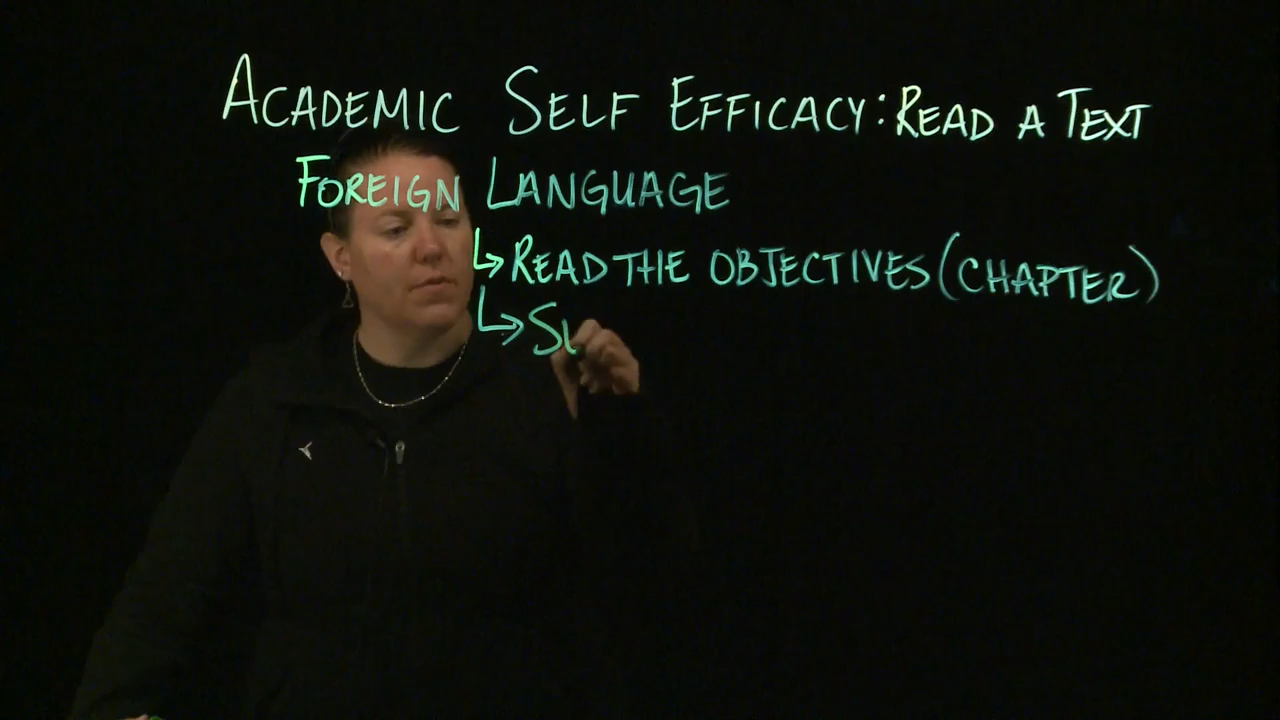 ACADEMIC SELF EFFICACY: READ A TEXT
FOREIGN LANGUAGE
↳ READ THE OBJECTIVES (CHAPTER)